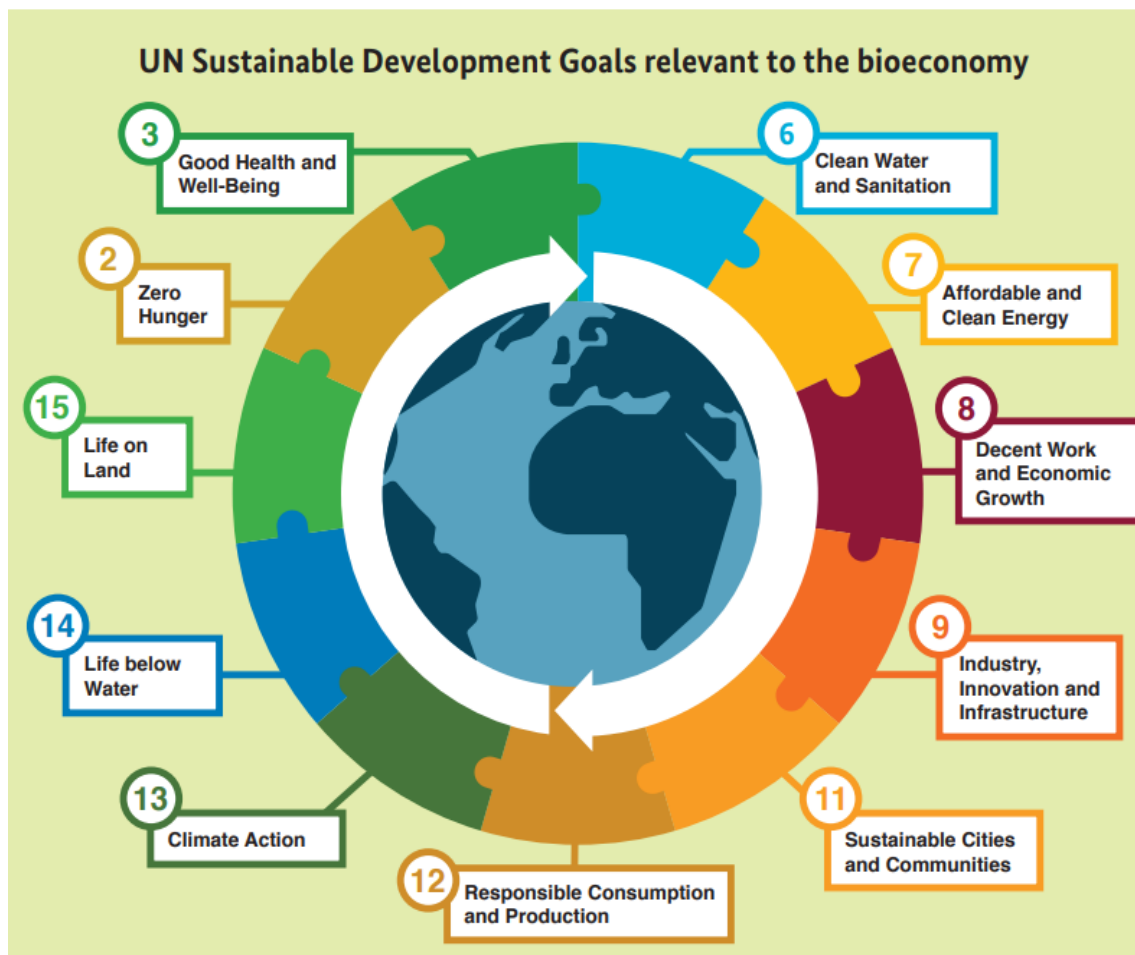 UN Sustainable Development Goals relevant to the bioeconomy
3
Good Health and
Well-Being
6
Clean Water
and Sanitation
2
Zero
Hunger
7
Affordable and
Clean Energy
15
Life on
Land
8
Decent Work
and Economic
Growth
14
Life below
Water
9
Industry,
Innovation and
Infrastructure
13
Climate Action
11
Sustainable Cities
and Communities
12
Responsible Consumption
and Production